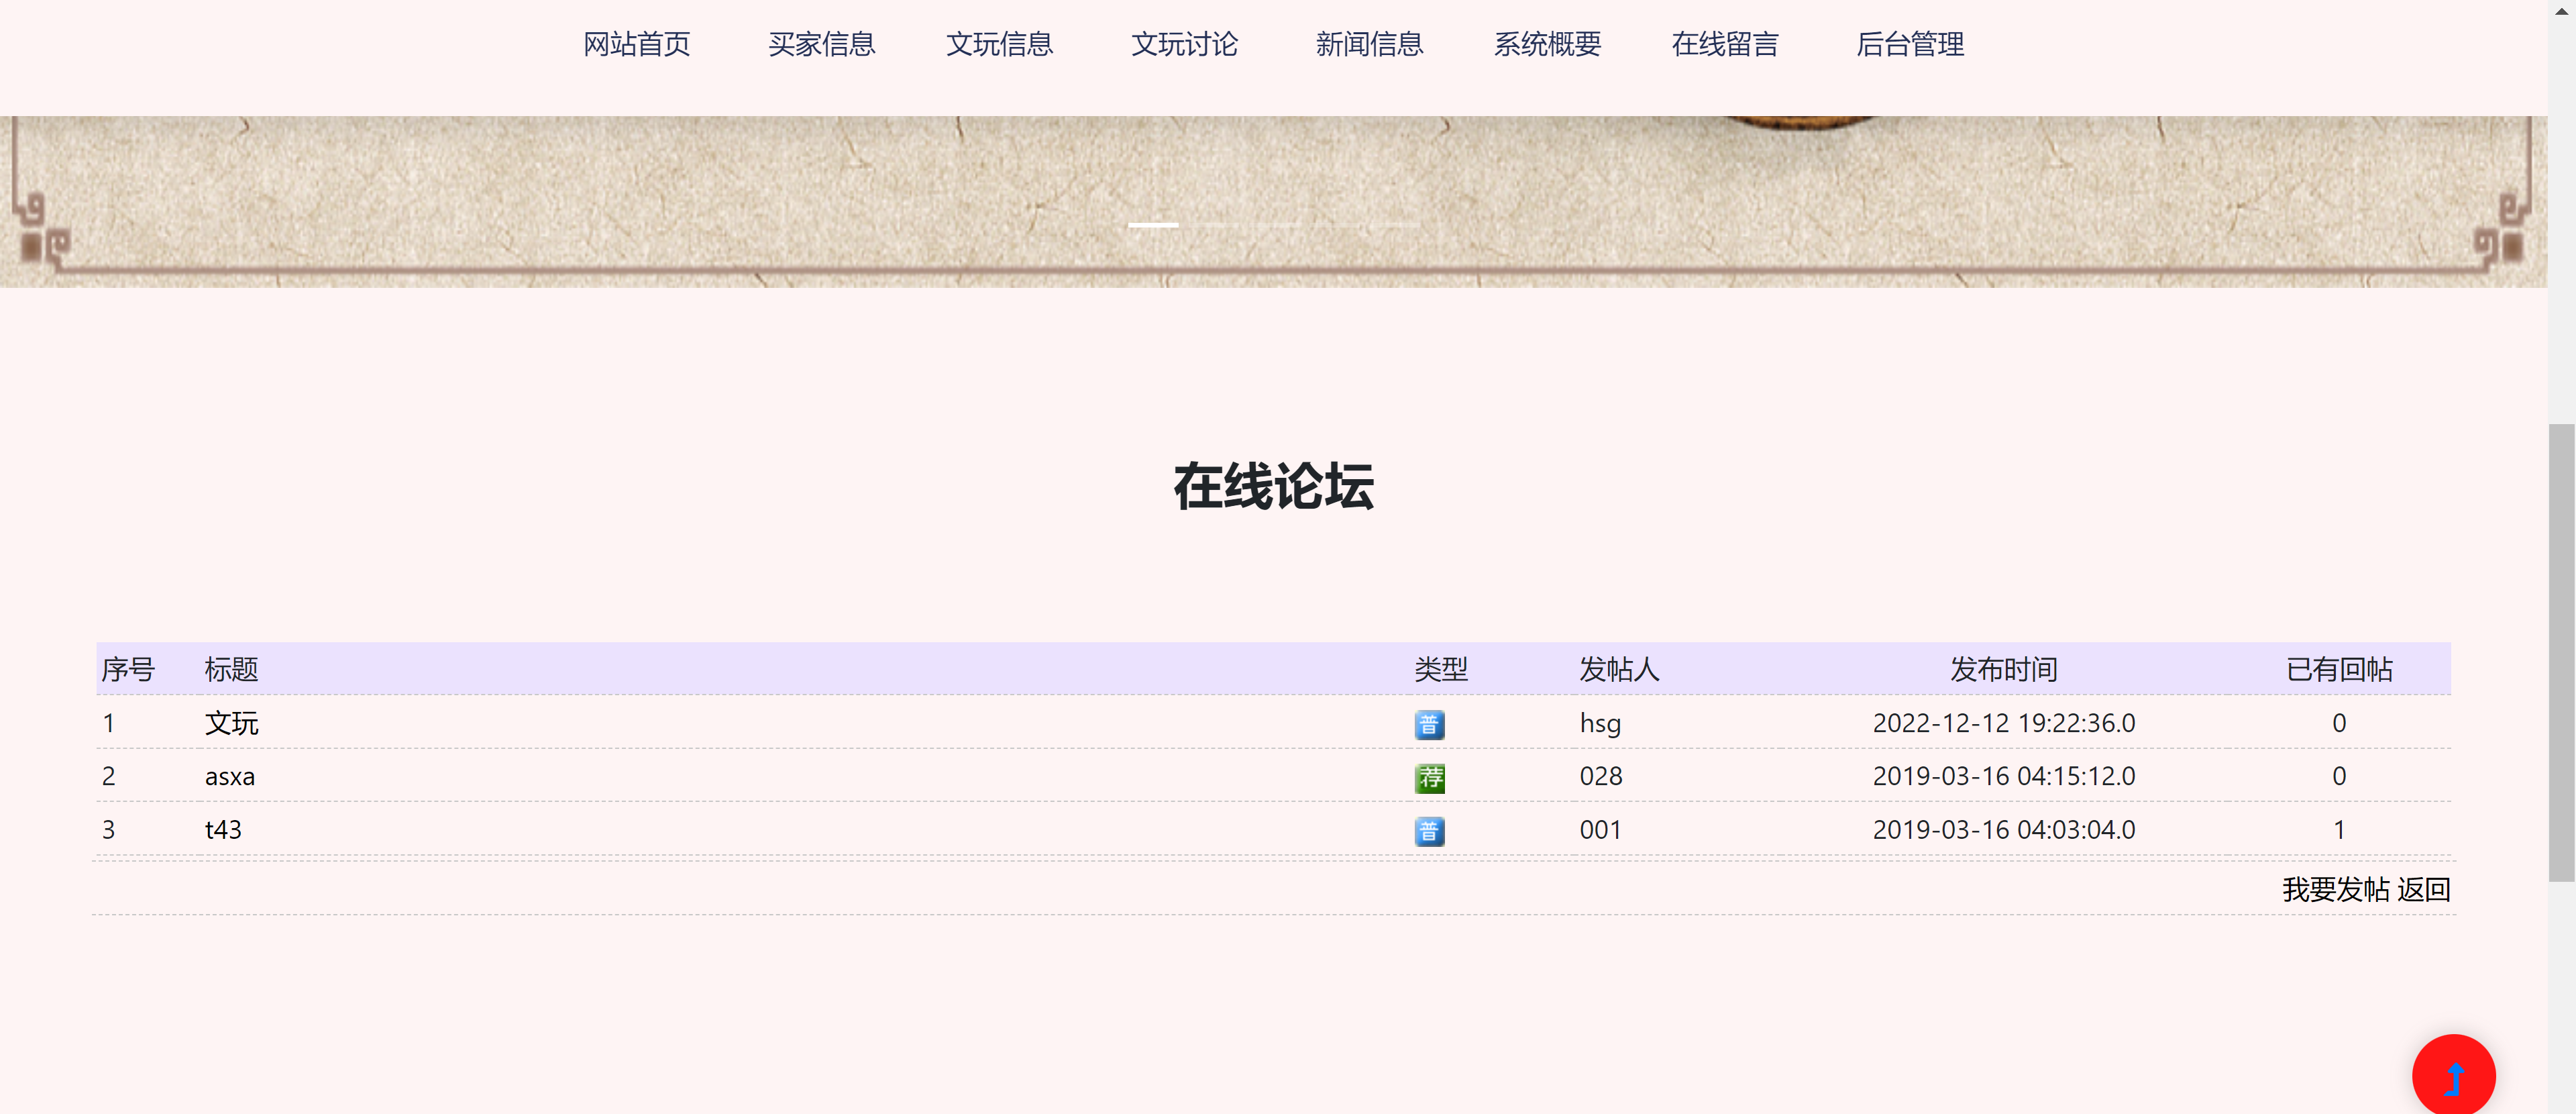 网站首页 买家信息 文玩信息 文玩讨论 新闻信息 系统概要 在线留言 后台管理
在线论坛
序号 标题 类型 发帖人 发布时间 已有回帖
1 文玩 普 hsg 2022-12-12 19:22:36.0 0
2 asxa 荐 028 2019-03-16 04:15:12.0 0
3 t43 普 001 2019-03-16 04:03:04.0 1
我要发帖 返回